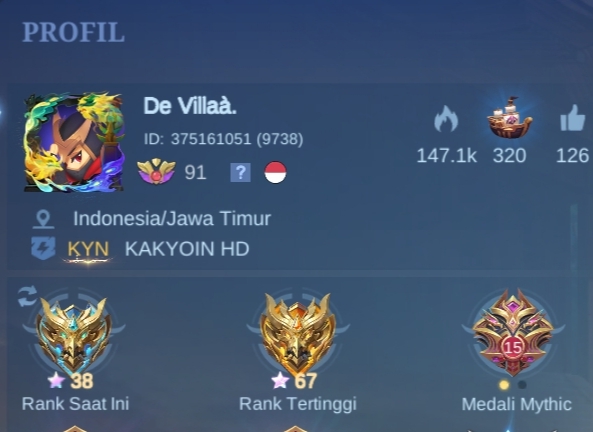 PROFIL
De Villaà.
ID: 375161051 (9738)
91 ?
147.1k 320 126
Indonesia/Jawa Timur
KYN KAKYOIN HD
38 67 15
Rank Saat Ini Rank Tertinggi Medali Mythic